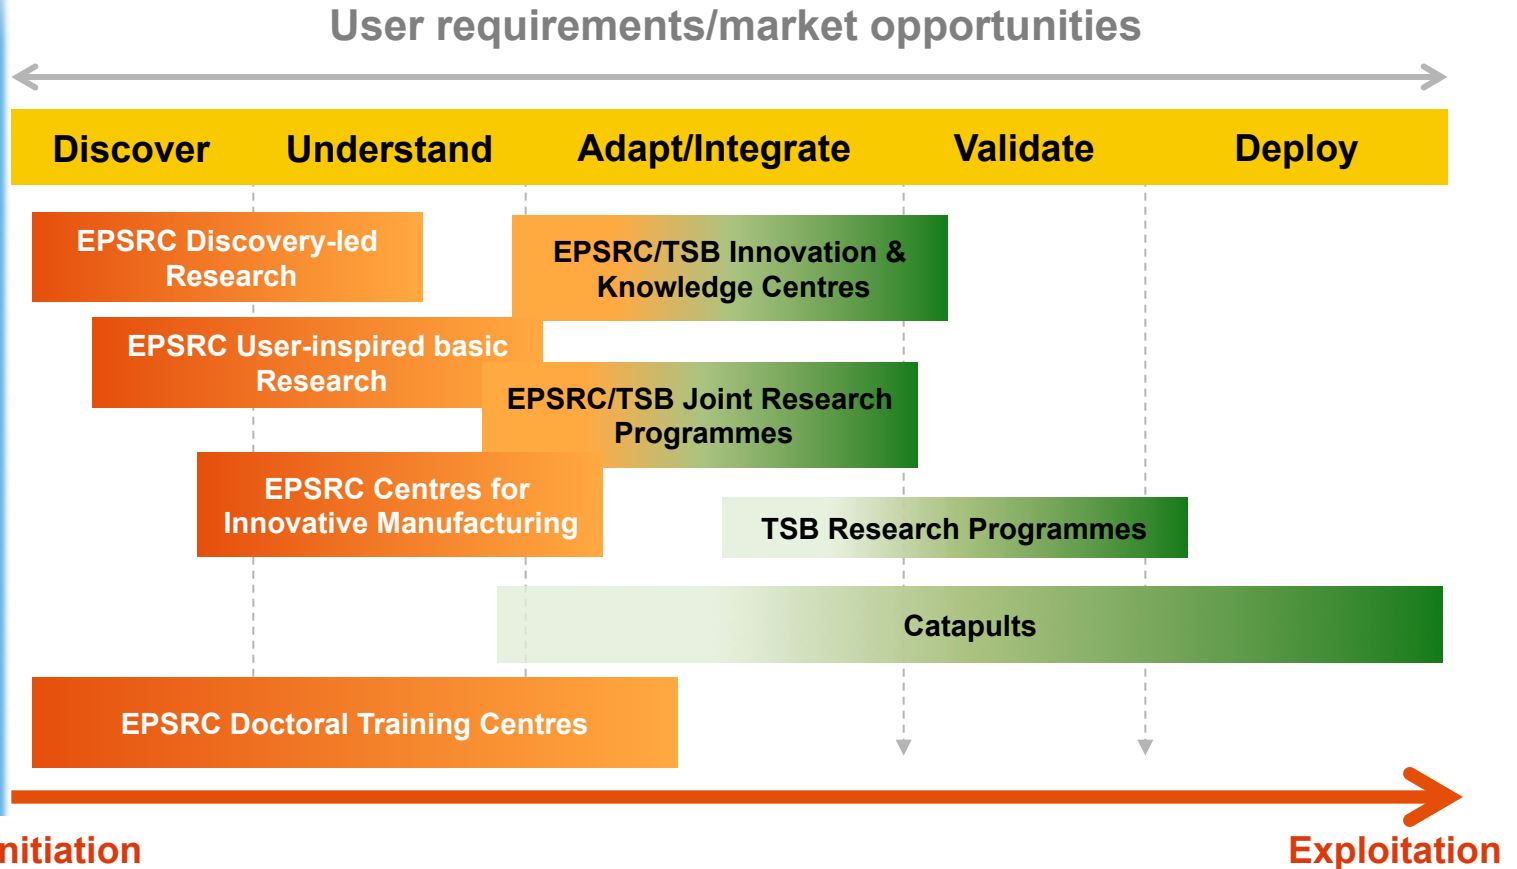 User requirements/market opportunities
Discover
Understand
Adapt/Integrate
Validate
Deploy
EPSRC Discovery-led
Research
EPSRC/TSB Innovation &
Knowledge Centres
EPSRC User-inspired basic
Research
EPSRC/TSB Joint Research
Programmes
EPSRC Centres for
Innovative Manufacturing
TSB Research Programmes
Catapults
EPSRC Doctoral Training Centres
nitiation
Exploitation